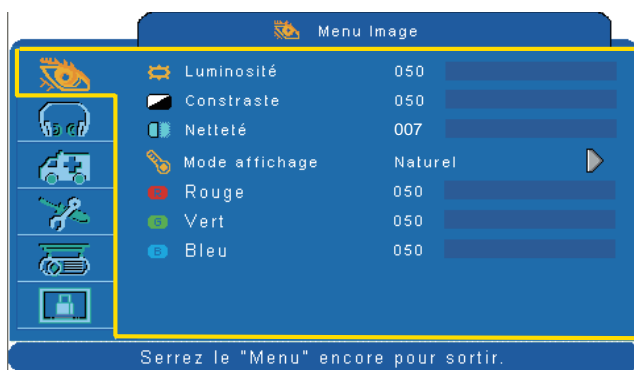 Menu Image
Luminosité 050
Constraste 050
Netteté 007
Mode affichage Naturel
R Rouge 050
G Vert 050
B Bleu 050
Serrez le "Menu" encore pour sortir.